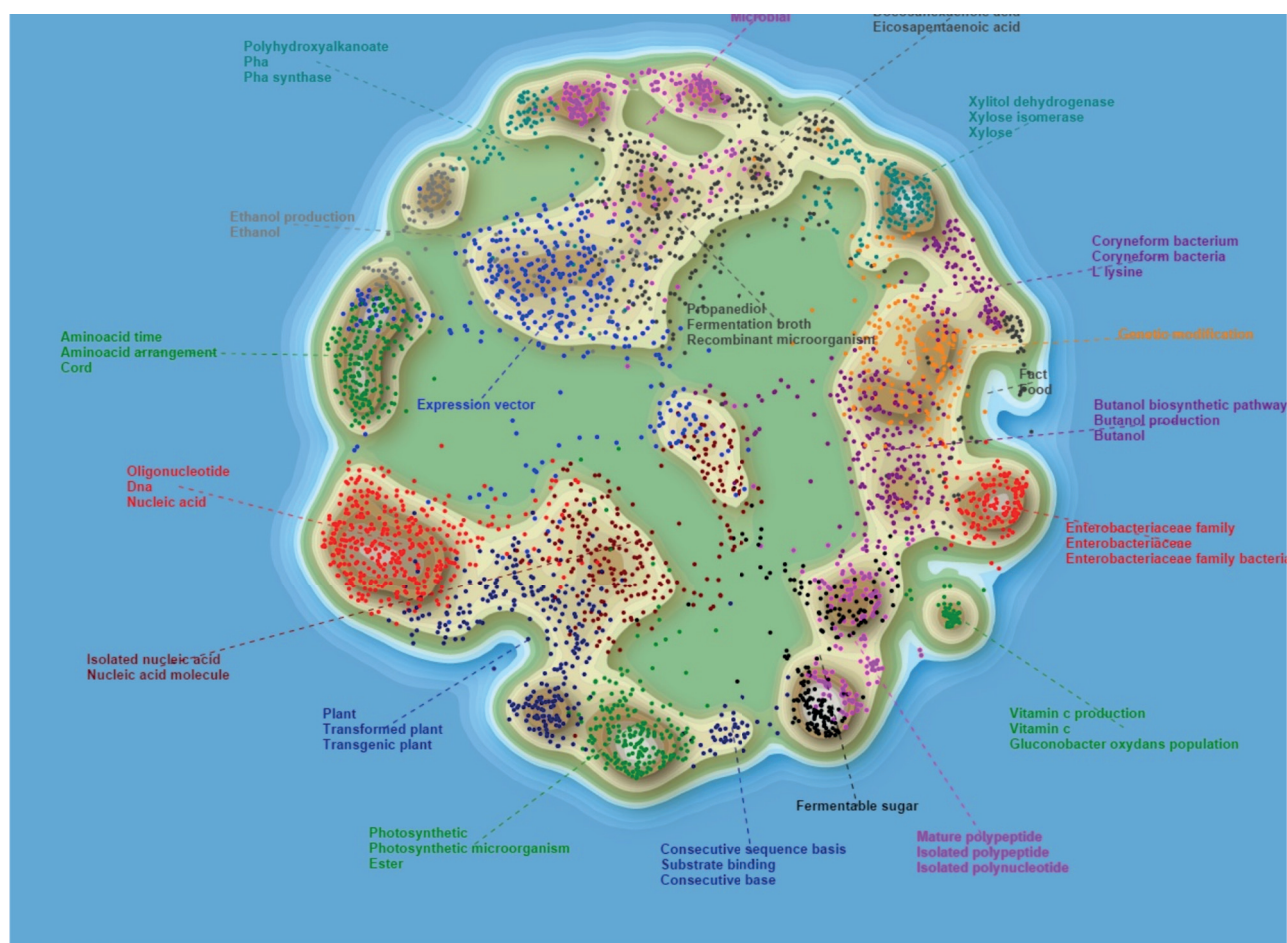 Microbial
Docosahexaenoic acid
Eicosapentaenoic acid
Polyhydroxyalkanoate
Pha
Pha synthase
Xylitol dehydrogenase
Xylose isomerase
Xylose
Ethanol production
Ethanol
Coryneform bacterium
Coryneform bacteria
L lysine
Propanediol
Fermentation broth
Recombinant microorganism
Genetic modification
Aminoacid time
Aminoacid arrangement
Cord
Fact
Food
Expression vector
Butanol biosynthetic pathway
Butanol production
Butanol
Oligonucleotide
Dna
Nucleic acid
Enterobacteriaceae family
Enterobacteriaceae
Enterobacteriaceae family bacteria
Isolated nucleic acid
Nucleic acid molecule
Plant
Transformed plant
Transgenic plant
Vitamin c production
Vitamin c
Gluconobacter oxydans population
Fermentable sugar
Photosynthetic
Photosynthetic microorganism
Ester
Consecutive sequence basis
Substrate binding
Consecutive base
Mature polypeptide
Isolated polypeptide
Isolated polynucleotide